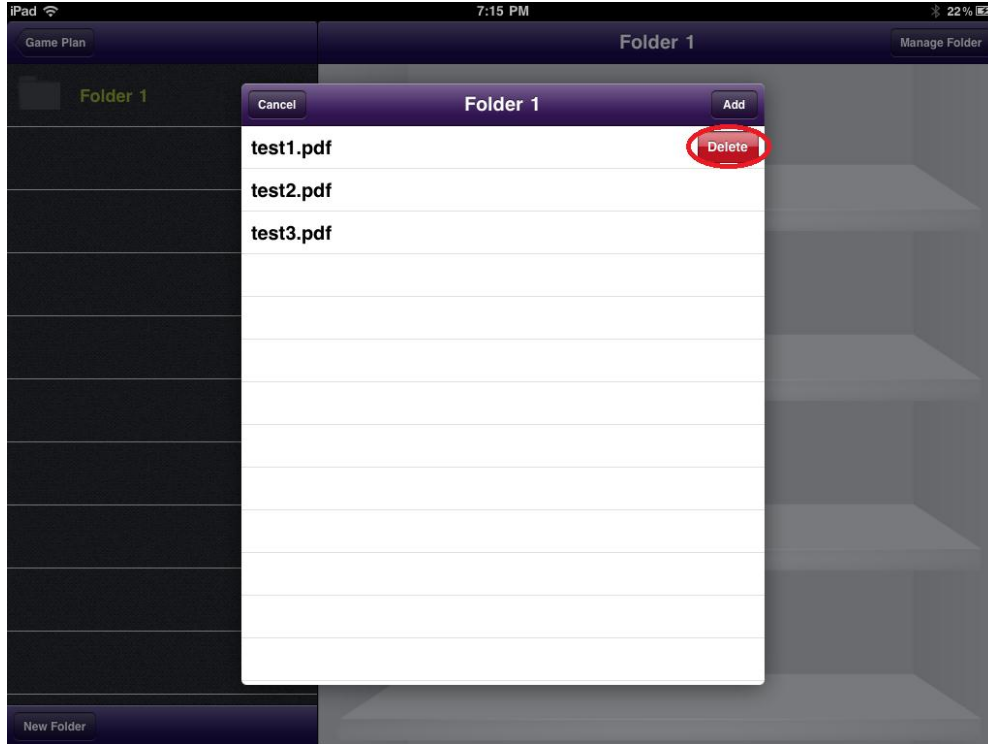 iPad 7:15 PM 22%
Game Plan Folder 1 Manage Folder
Folder 1
Cancel Folder 1 Add
test1.pdf Delete
test2.pdf
test3.pdf
New Folder